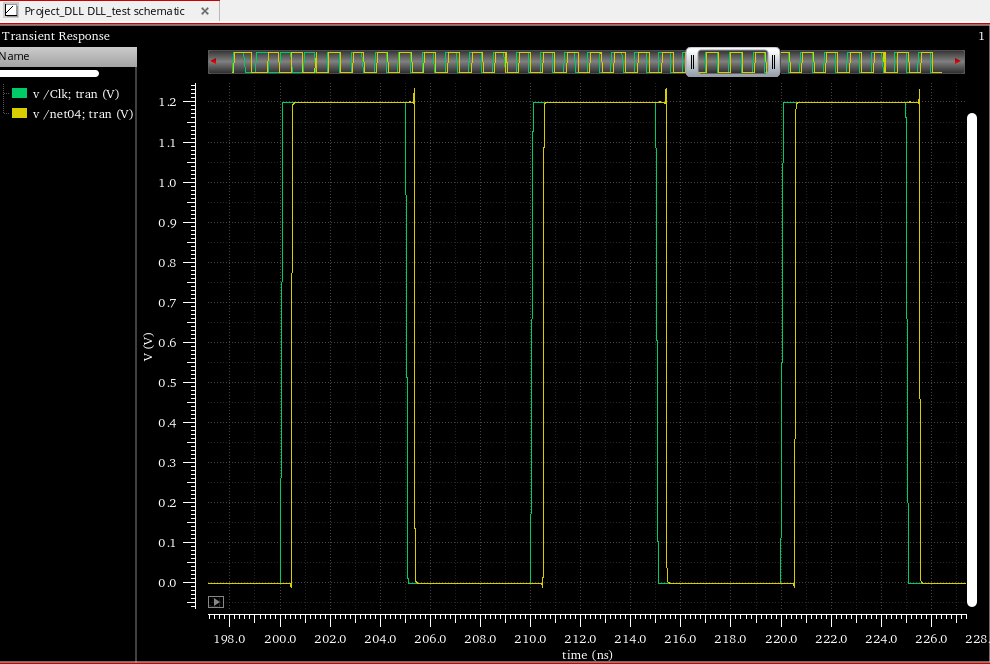 Project_DLL DLL_test schematic ×
Transient Response
1
Name
v /Clk; tran (V)
v /net04; tran (V)
V (V)
1.2
1.1
1.0
0.9
0.8
0.7
0.6
0.5
0.4
0.3
0.2
0.1
0.0
198.0 200.0 202.0 204.0 206.0 208.0 210.0 212.0 214.0 216.0 218.0 220.0 222.0 224.0 226.0 228.
time (ns)